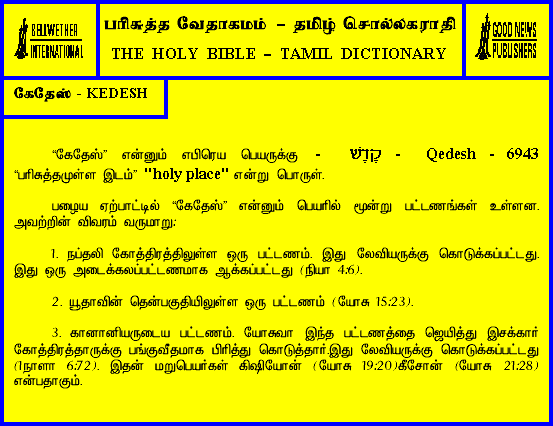 BELLWETHER
INTERNATIONAL
பரிசுத்த வேதாகமம் – தமிழ் சொல்லகராதி
THE HOLY BIBLE – TAMIL DICTIONARY
GOOD NEWS
PUBLISHERS
கேதேஸ் - KEDESH
“கேதேஸ்” என்னும் எபிரெய பெயருக்கு - קֶדֶשׁ - Qedesh - 6943
“பரிசுத்தமுள்ள இடம்” "holy place" என்று பொருள்.
பழைய ஏற்பாட்டில் “கேதேஸ்” என்னும் பெயரில் மூன்று பட்டணங்கள் உள்ளன.
அவற்றின் விவரம் வருமாறு:
1. நப்தலி கோத்திரத்திலுள்ள ஒரு பட்டணம். இது லேவியருக்கு கொடுக்கப்பட்டது.
இது ஒரு அடைக்கலப்பட்டணமாக ஆக்கப்பட்டது (நியா 4:6).
2. யூதாவின் தென்பகுதியிலுள்ள ஒரு பட்டணம் (யோசு 15:23).
3. கானானியருடைய பட்டணம். யோசுவா இந்த பட்டணத்தை ஜெயித்து இசக்கார்
கோத்திரத்தாருக்கு பங்குவீதமாக பிரித்து கொடுத்தார்.இது லேவியருக்கு கொடுக்கப்பட்டது
(1நாளா 6:72). இதன் மறுபெயர்கள் கிஷியோன் (யோசு 19:20)கீசோன் (யோசு 21:28)
என்பதாகும்.